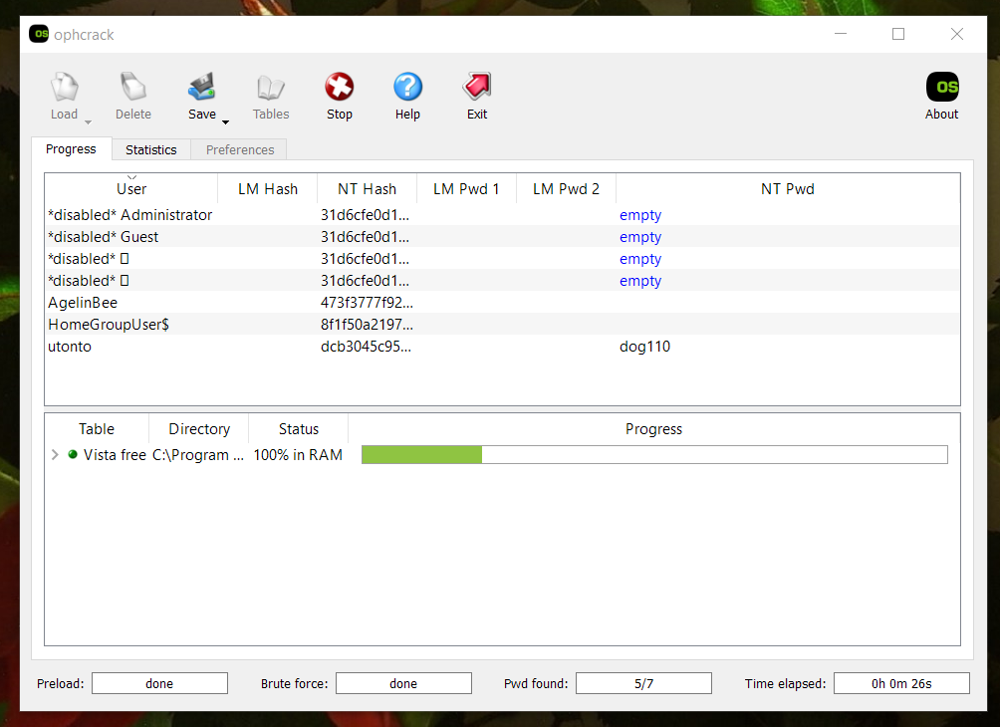 OS ophcrack
Load Delete Save Tables Stop Help Exit OS About
Progress Statistics Preferences
User LM Hash NT Hash LM Pwd 1 LM Pwd 2 NT Pwd
*disabled* Administrator 31d6cfe0d1... empty
*disabled* Guest 31d6cfe0d1... empty
*disabled* 31d6cfe0d1... empty
*disabled* 31d6cfe0d1... empty
AgelinBee 473f3777f92...
HomeGroupUser$ 8f1f50a2197...
utonto dcb3045c95... dog110
Table Directory Status Progress
Vista free C:\Program ... 100% in RAM
Preload: done Brute force: done Pwd found: 5/7 Time elapsed: 0h 0m 26s